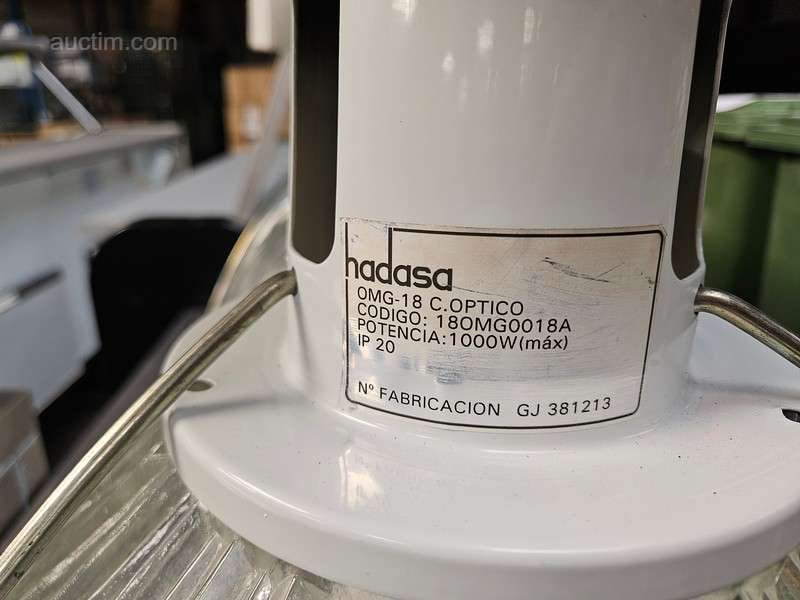 auctim.com
hadasa
OMG-18 C.OPTICO
CODIGO: 18OMG0018A
POTENCIA:1000W(máx)
IP 20
Nº FABRICACION GJ 381213